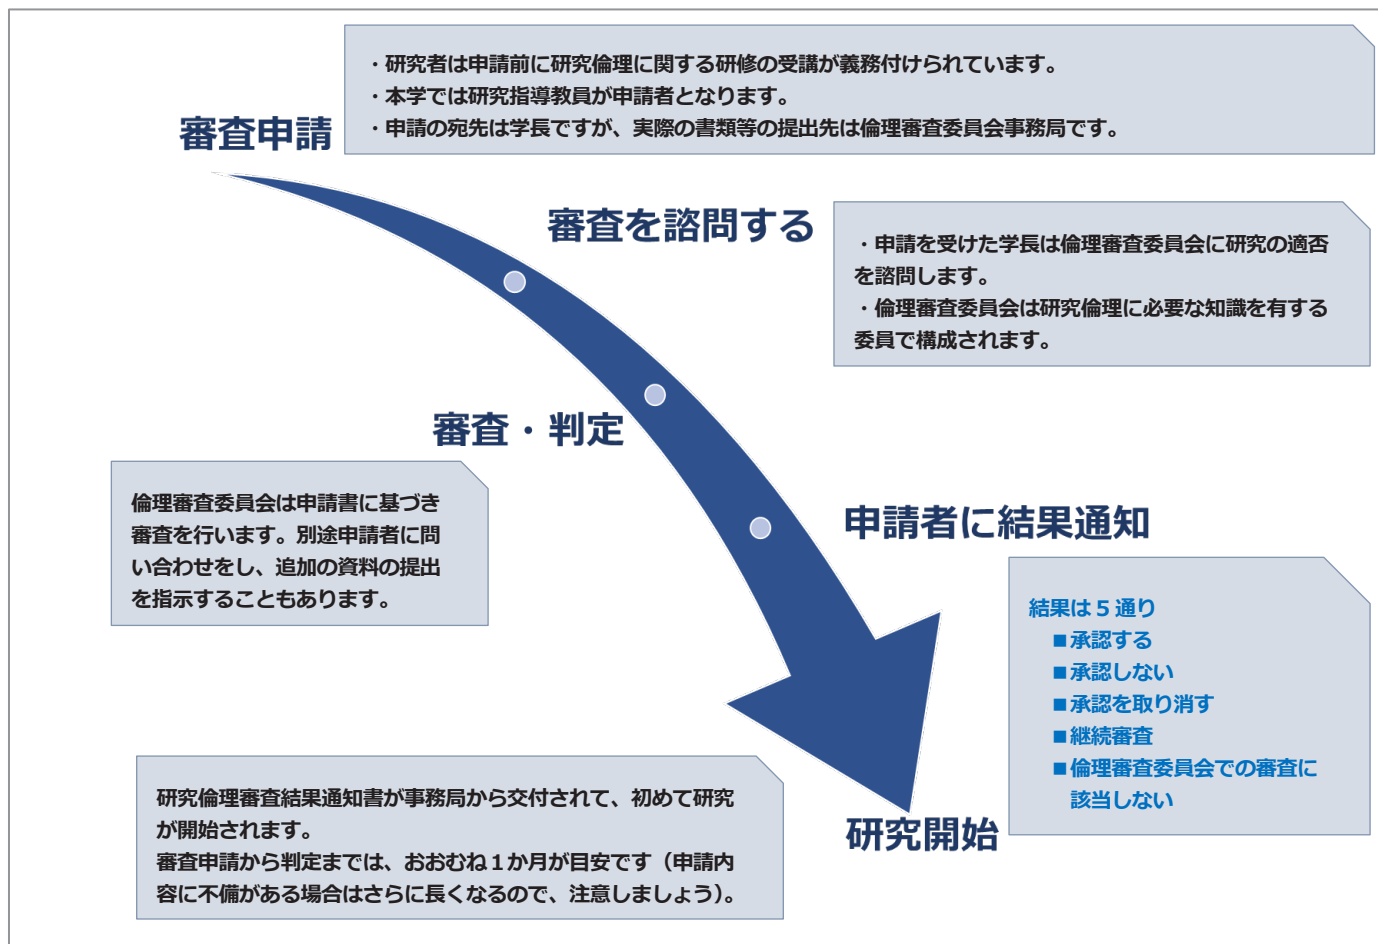 ・研究者は申請前に研究倫理に関する研修の受講が義務付けられています。
・本学では研究指導教員が申請者となります。
・申請の宛先は学長ですが、実際の書類等の提出先は倫理審査委員会事務局です。
審査申請
審査を諮問する
・申請を受けた学長は倫理審査委員会に研究の適否
を諮問します。
・倫理審査委員会は研究倫理に必要な知識を有する
委員で構成されます。
審査・判定
倫理審査委員会は申請書に基づき
審査を行います。別途申請者に問
い合わせをし、追加の資料の提出
を指示することもあります。
申請者に結果通知
結果は５通り
■承認する
■承認しない
■承認を取り消す
■継続審査
■倫理審査委員会での審査に
該当しない
研究倫理審査結果通知書が事務局から交付されて、初めて研究
が開始されます。
審査申請から判定までは、おおむね１か月が目安です（申請内
容に不備がある場合はさらに長くなるので、注意しましょう）。
研究開始